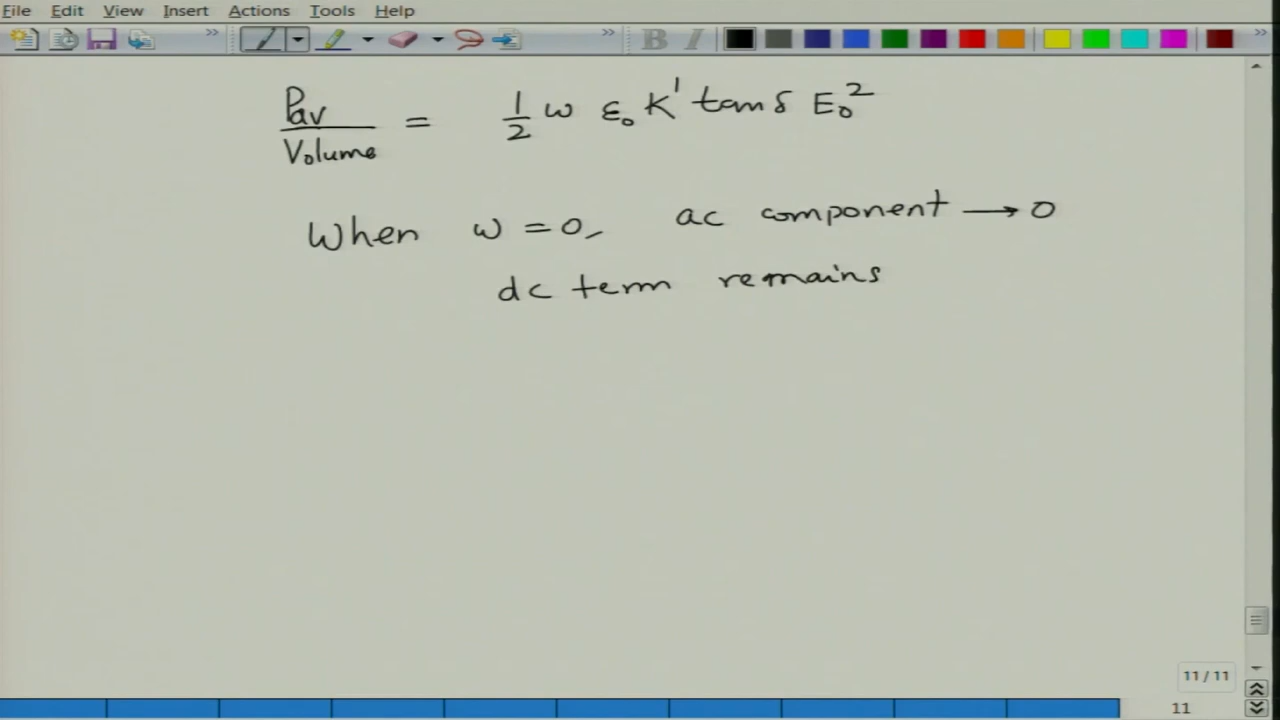 File Edit View Insert Actions Tools Help
B I
Pav/Volume = 1/2 ω ε₀ K' tan δ E₀²
When ω = 0, ac component → 0
dc term remains
11 / 11
11